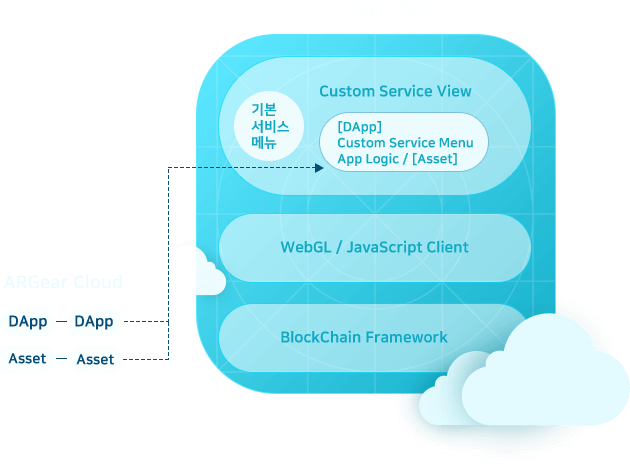 Custom Service View
기본
서비스
메뉴
[DApp]
Custom Service Menu
App Logic / [Asset]
WebGL / JavaScript Client
ARGear Cloud
DApp — DApp
BlockChain Framework
Asset — Asset